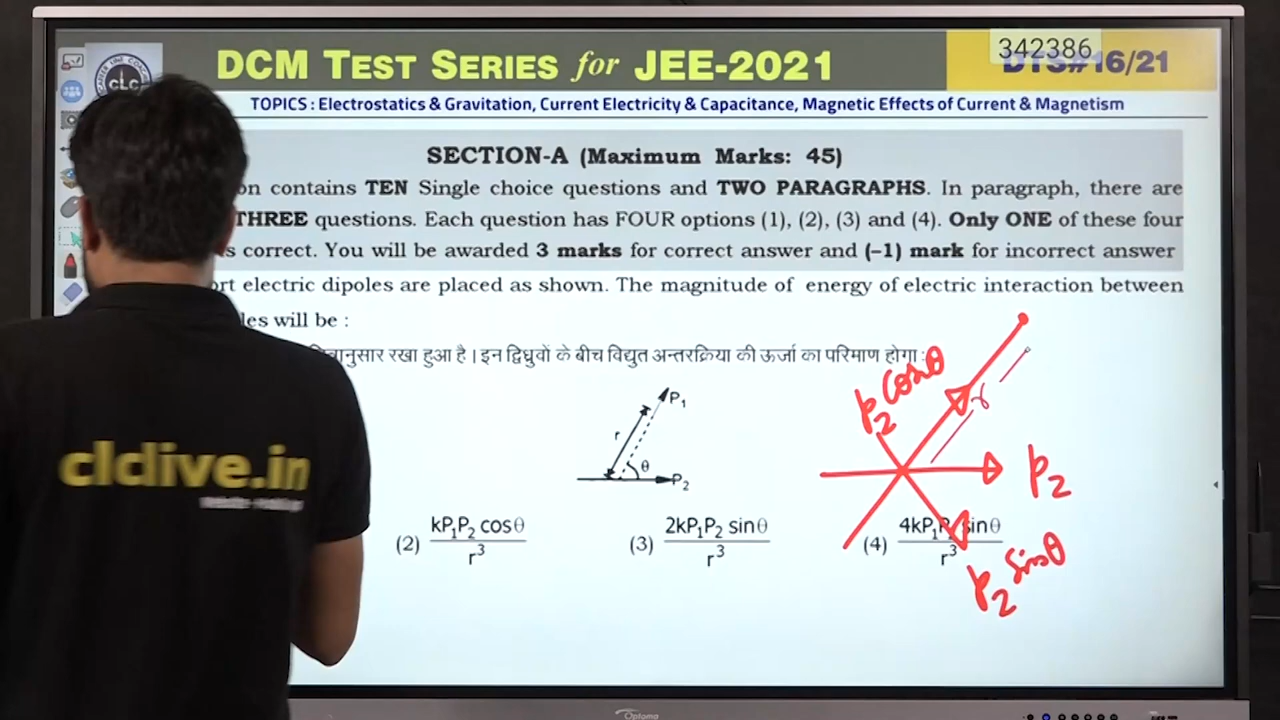 342386
DCM TEST SERIES for JEE-2021
DTS#16/21
CLC
TOPICS : Electrostatics & Gravitation, Current Electricity & Capacitance, Magnetic Effects of Current & Magnetism
SECTION-A (Maximum Marks: 45)
on contains TEN Single choice questions and TWO PARAGRAPHS. In paragraph, there are
THREE questions. Each question has FOUR options (1), (2), (3) and (4). Only ONE of these four
s correct. You will be awarded 3 marks for correct answer and (–1) mark for incorrect answer
rt electric dipoles are placed as shown. The magnitude of energy of electric interaction between
les will be :
नुसार रखा हुआ है। इन द्विध्रुवों के बीच विद्युत अन्तरक्रिया की ऊर्जा का परिमाण होगा :
P₁
r
θ
P₂
p₂ cosθ
r
p₂
p₂ sinθ
(2) kP₁P₂ cosθ / r³
(3) 2kP₁P₂ sinθ / r³
(4) 4kP₁P₂ sinθ / r³
clclive.in
Optoma